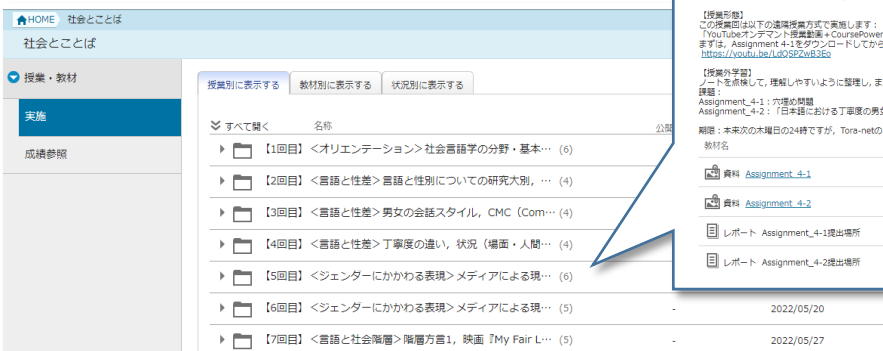 HOME 社会とことば
社会とことば
授業・教材
実施
成績参照
授業別に表示する 教材別に表示する 状況別に表示する
すべて開く 名称
【1回目】＜オリエンテーション＞社会言語学の分野・基本… (6)
【2回目】＜言語と性差＞言語と性別についての研究大別，… (4)
【3回目】＜言語と性差＞男女の会話スタイル，CMC（Com… (4)
【4回目】＜言語と性差＞丁寧度の違い，状況（場面・人間… (4)
【5回目】＜ジェンダーにかかわる表現＞メディアによる現… (6)
【6回目】＜ジェンダーにかかわる表現＞メディアによる現… (5) - 2022/05/20
【7回目】＜言語と社会階層＞階層方言1，映画『My Fair L… (5) - 2022/05/27
【授業形態】
この授業回は以下の遠隔授業方式で実施します：
「YouTubeオンデマント授業動画＋CoursePower
まずは，Assignment 4-1をダウンロードしてから
https://youtu.be/LdQSPZwB3Eo
【授業外学習】
ノートを点検して，理解しやすいように整理し，ま
課題：
Assignment_4-1：穴埋め問題
Assignment_4-2：「日本語における丁寧度の男女
期限：本来次の木曜日の24時ですが，Tora-netの
教材名
資料 Assignment 4-1
資料 Assignment 4-2
レポート Assignment_4-1提出場所
レポート Assignment_4-2提出場所